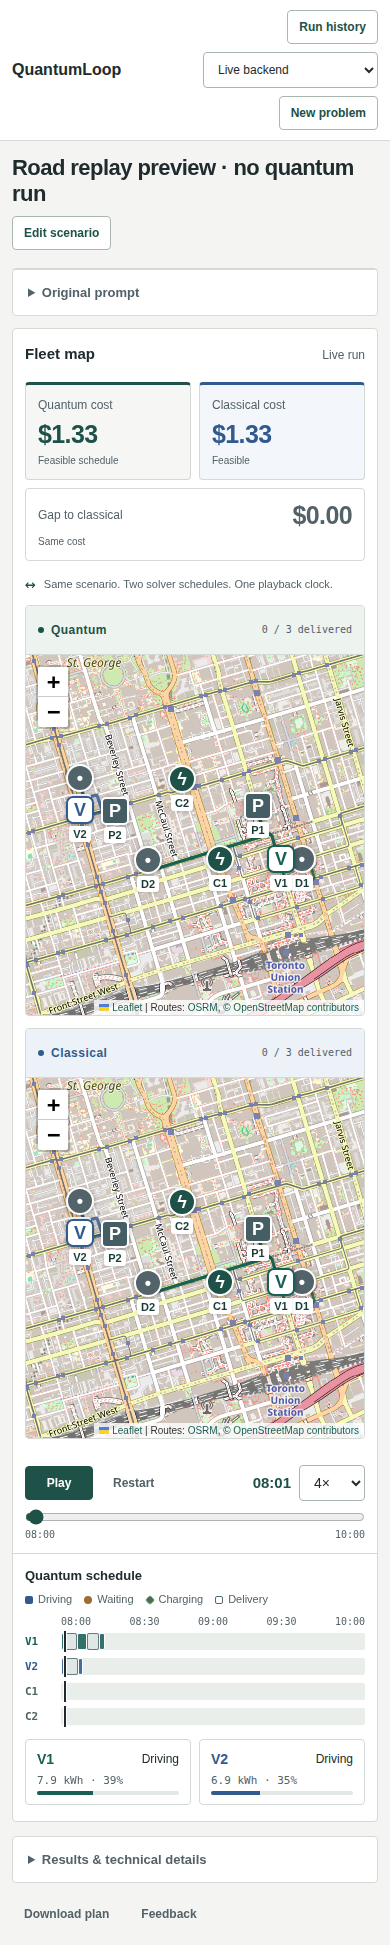 Run history
QuantumLoop
Live backend
New problem
Road replay preview · no quantum
run
Edit scenario
▶ Original prompt
Fleet map
Live run
Quantum cost
$1.33
Feasible schedule
Classical cost
$1.33
Feasible
Gap to classical
$0.00
Same cost
↔ Same scenario. Two solver schedules. One playback clock.
Quantum
0 / 3 delivered
+
−
St. George
Beverley Street
McCaul Street
Jarvis Street
V
V2
P
P2
C2
P
P1
D2
C1
V
V1
D1
Toronto
Union
Station
Front Street West
Leaflet | Routes: OSRM, © OpenStreetMap contributors
Classical
0 / 3 delivered
+
−
St. George
Beverley Street
McCaul Street
Jarvis Street
V
V2
P
P2
C2
P
P1
D2
C1
V
V1
D1
Toronto
Union
Station
Front Street West
Leaflet | Routes: OSRM, © OpenStreetMap contributors
Play
Restart
08:01
4×
08:00
10:00
Quantum schedule
Driving
Waiting
Charging
Delivery
08:00 08:30 09:00 09:30 10:00
V1
V2
C1
C2
V1
Driving
7.9 kWh · 39%
V2
Driving
6.9 kWh · 35%
▶ Results & technical details
Download plan
Feedback